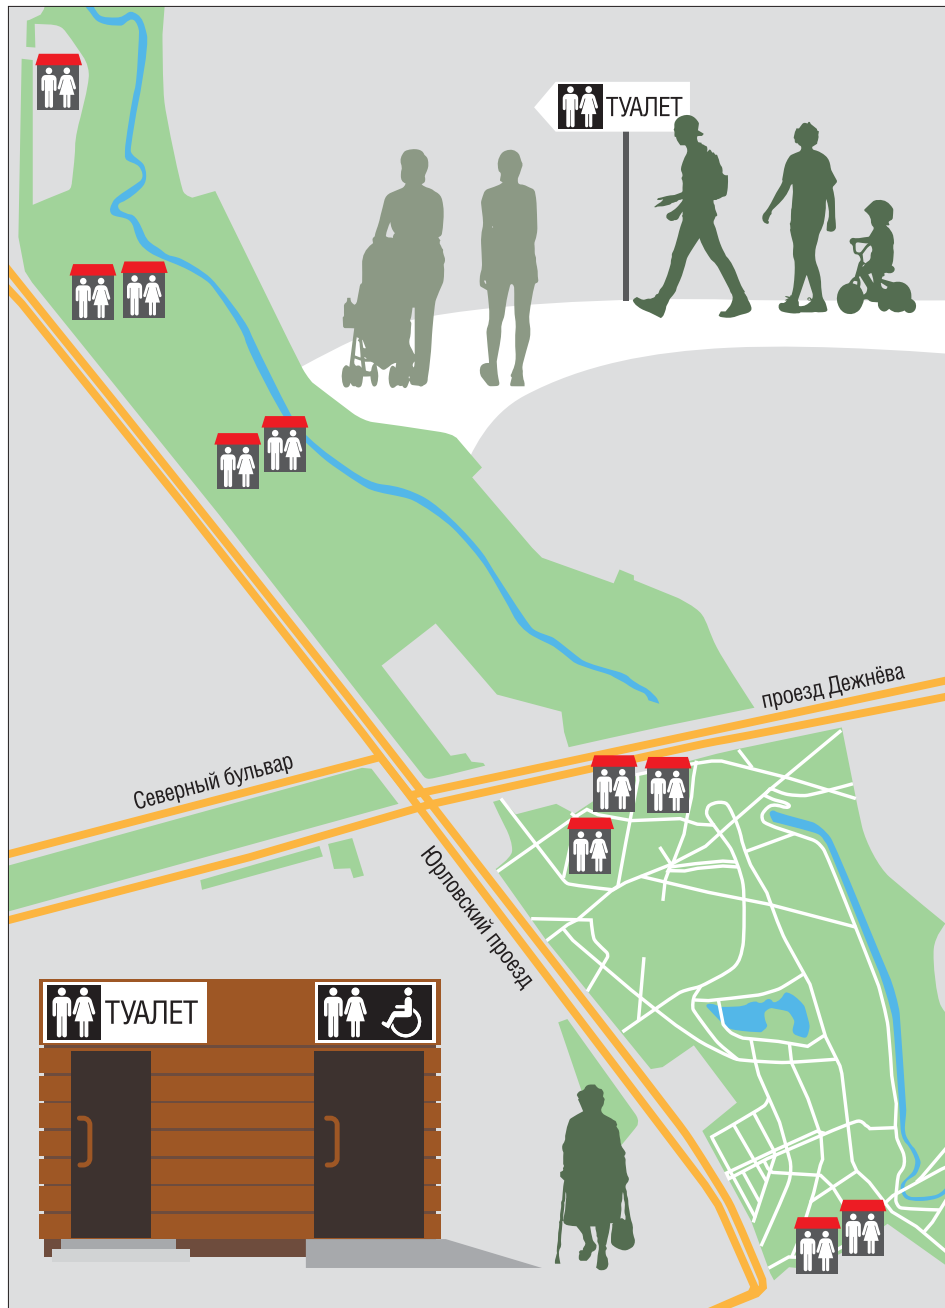 ТУАЛЕТ
проезд Дежнёва
Северный бульвар
Юрловский проезд
ТУАЛЕТ